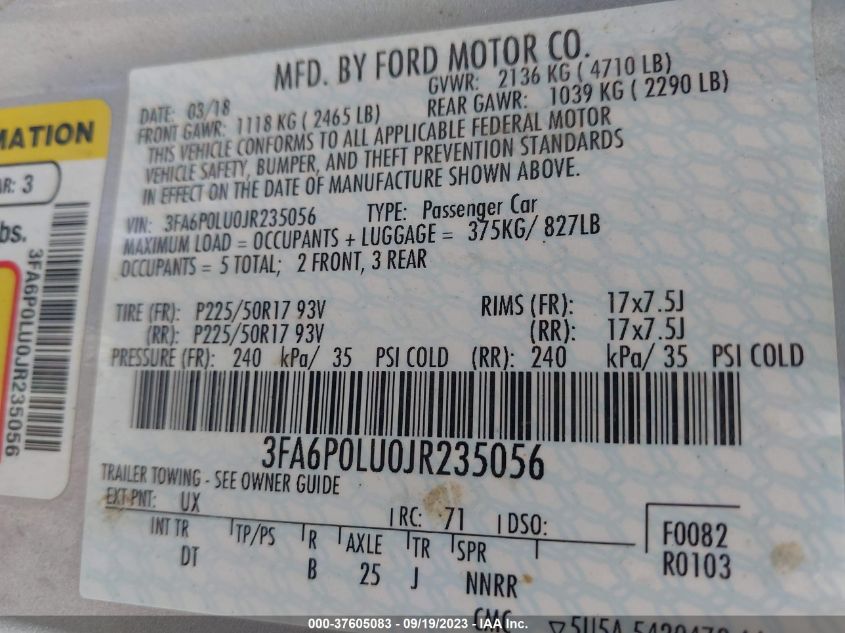 MFD. BY FORD MOTOR CO.
DATE: 03/18 GVWR: 2136 KG ( 4710 LB)
FRONT GAWR: 1118 KG ( 2465 LB) REAR GAWR: 1039 KG ( 2290 LB)
THIS VEHICLE CONFORMS TO ALL APPLICABLE FEDERAL MOTOR
VEHICLE SAFETY, BUMPER, AND THEFT PREVENTION STANDARDS
IN EFFECT ON THE DATE OF MANUFACTURE SHOWN ABOVE.
VIN: 3FA6P0LU0JR235056 TYPE: Passenger Car
MAXIMUM LOAD = OCCUPANTS + LUGGAGE = 375KG/ 827LB
OCCUPANTS = 5 TOTAL; 2 FRONT, 3 REAR
TIRE (FR): P225/50R17 93V RIMS (FR): 17x7.5J
(RR): P225/50R17 93V (RR): 17x7.5J
PRESSURE (FR): 240 kPa/ 35 PSI COLD (RR): 240 kPa/ 35 PSI COLD
3FA6P0LU0JR235056
TRAILER TOWING - SEE OWNER GUIDE
EXT PNT: UX RC: 71 DSO:
INT TR TP/PS R AXLE TR SPR F0082
DT B 25 J NNRR R0103
MATION
AR: 3
bs.
3FA6P0LU0JR235056
000-37605083 - 09/19/2023 - IAA Inc.